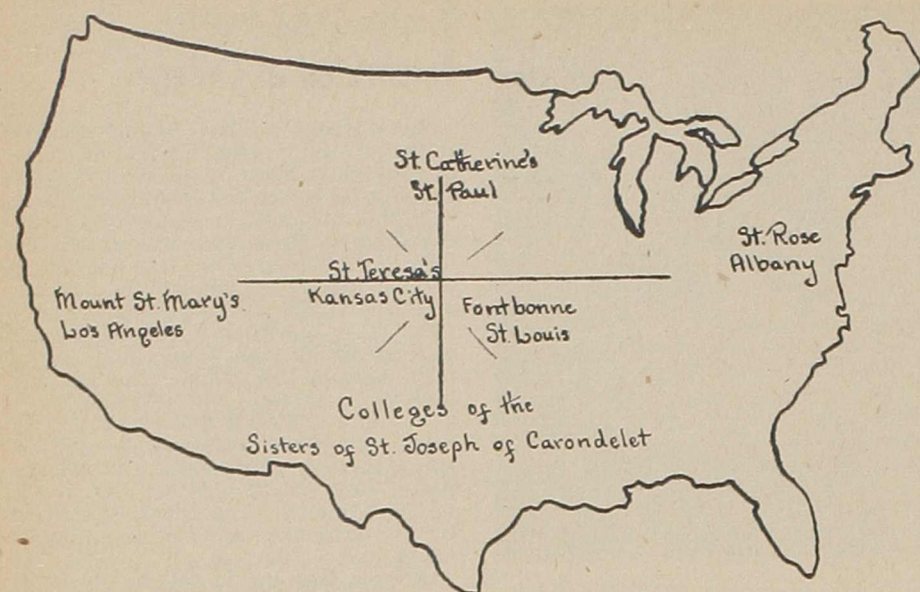 St. Catherine's
St. Paul
St. Rose
Albany
St. Teresa's
Kansas City
Mount St. Mary's
Los Angeles
Fontbonne
St. Louis
Colleges of the
Sisters of St. Joseph of Carondelet